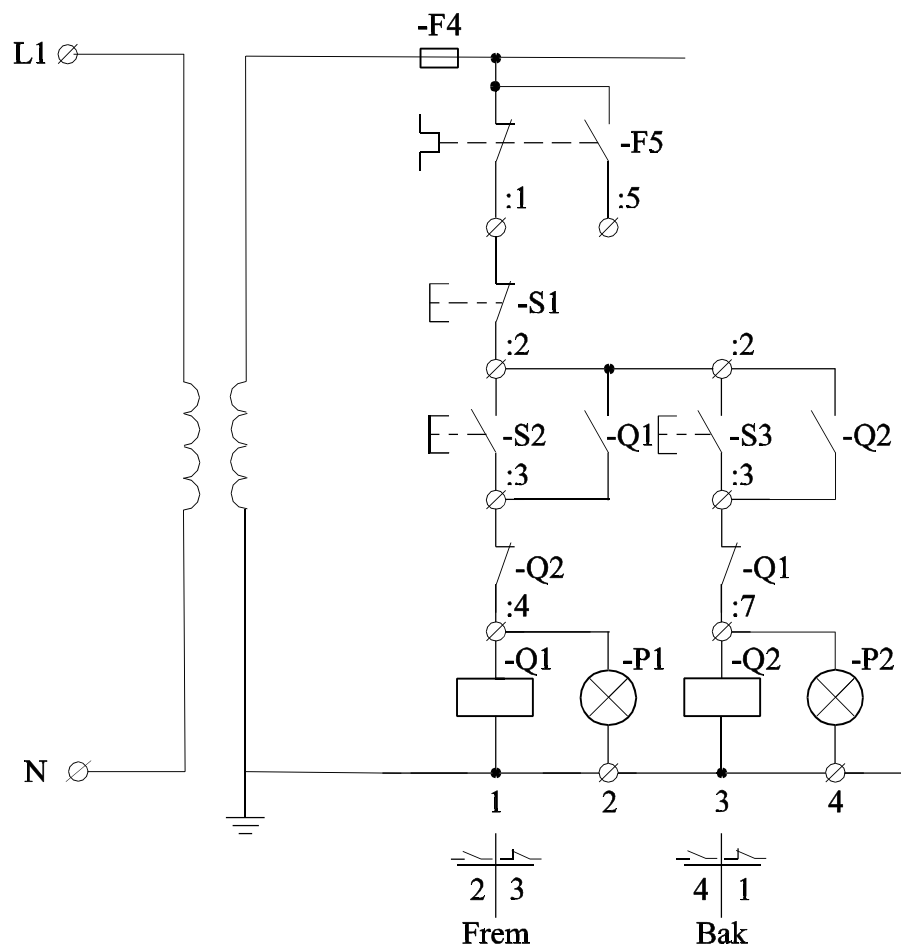 -F4
L1
-F5
:1 :5
-S1
:2 :2
-S2 -Q1 -S3 -Q2
:3 :3
-Q2 -Q1
:4 :7
-Q1 -P1 -Q2 -P2
N
1 2 3 4
2 3 4 1
Frem Bak